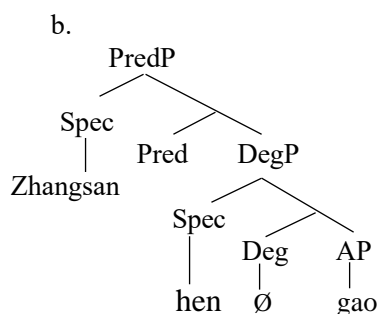 b.
PredP
Spec
Pred DegP
Zhangsan
Spec
Deg AP
hen Ø gao